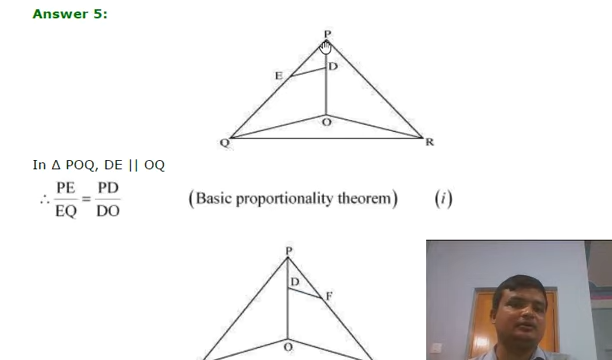 Answer 5:
P
E D
O
Q R
In Δ POQ, DE || OQ
∴ PE/EQ = PD/DO (Basic proportionality theorem) (i)
P
D
F
O